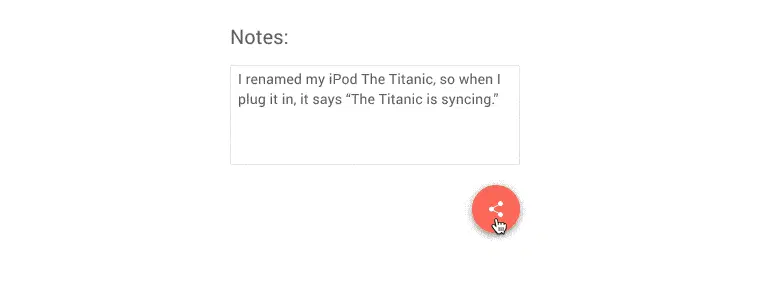 Notes:
I renamed my iPod The Titanic, so when I
plug it in, it says “The Titanic is syncing.”